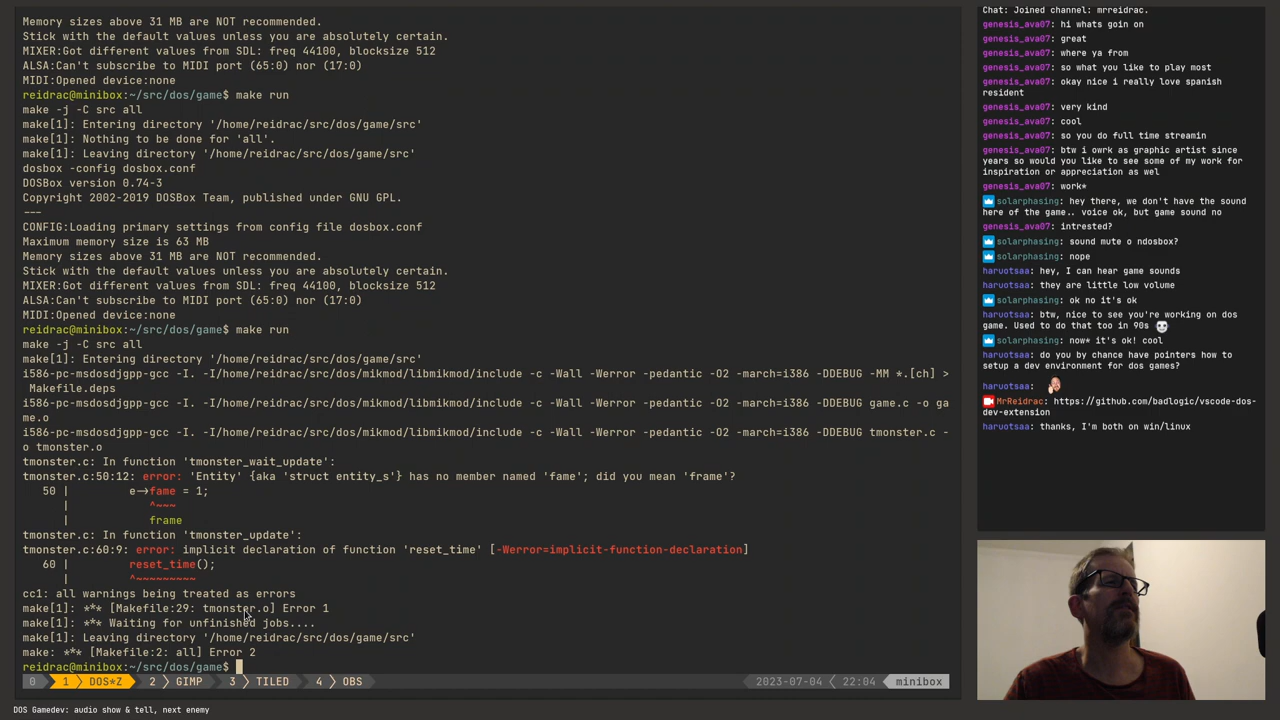 Memory sizes above 31 MB are NOT recommended.
Stick with the default values unless you are absolutely certain.
MIXER:Got different values from SDL: freq 44100, blocksize 512
ALSA:Can't subscribe to MIDI port (65:0) nor (17:0)
MIDI:Opened device:none
reidrac@minibox:~/src/dos/game$ make run
make -j -C src all
make[1]: Entering directory '/home/reidrac/src/dos/game/src'
make[1]: Nothing to be done for 'all'.
make[1]: Leaving directory '/home/reidrac/src/dos/game/src'
dosbox -config dosbox.conf
DOSBox version 0.74-3
Copyright 2002-2019 DOSBox Team, published under GNU GPL.
---
CONFIG:Loading primary settings from config file dosbox.conf
Maximum memory size is 63 MB
Memory sizes above 31 MB are NOT recommended.
Stick with the default values unless you are absolutely certain.
MIXER:Got different values from SDL: freq 44100, blocksize 512
ALSA:Can't subscribe to MIDI port (65:0) nor (17:0)
MIDI:Opened device:none
reidrac@minibox:~/src/dos/game$ make run
make -j -C src all
make[1]: Entering directory '/home/reidrac/src/dos/game/src'
i586-pc-msdosdjgpp-gcc -I. -I/home/reidrac/src/dos/mikmod/libmikmod/include -c -Wall -Werror -pedantic -O2 -march=i386 -DDEBUG -MM *.[ch] >
Makefile.deps
i586-pc-msdosdjgpp-gcc -I. -I/home/reidrac/src/dos/mikmod/libmikmod/include -c -Wall -Werror -pedantic -O2 -march=i386 -DDEBUG game.c -o ga
me.o
i586-pc-msdosdjgpp-gcc -I. -I/home/reidrac/src/dos/mikmod/libmikmod/include -c -Wall -Werror -pedantic -O2 -march=i386 -DDEBUG tmonster.c -
o tmonster.o
tmonster.c: In function 'tmonster_wait_update':
tmonster.c:50:12: error: 'Entity' {aka 'struct entity_s'} has no member named 'fame'; did you mean 'frame'?
50 | e->fame = 1;
| ^~~~
| frame
tmonster.c: In function 'tmonster_update':
tmonster.c:60:9: error: implicit declaration of function 'reset_time' [-Werror=implicit-function-declaration]
60 | reset_time();
| ^~~~~~~~~~
cc1: all warnings being treated as errors
make[1]: *** [Makefile:29: tmonster.o] Error 1
make[1]: *** Waiting for unfinished jobs....
make[1]: Leaving directory '/home/reidrac/src/dos/game/src'
make: *** [Makefile:2: all] Error 2
reidrac@minibox:~/src/dos/game$
0 1 DOS*Z 2 GIMP 3 TILED 4 OBS 2023-07-04 22:04 minibox
DOS Gamedev: audio show & tell, next enemy
Chat: Joined channel: mrreidrac.
genesis_ava07: hi whats goin on
genesis_ava07: great
genesis_ava07: where ya from
genesis_ava07: so what you like to play most
genesis_ava07: okay nice i really love spanish
resident
genesis_ava07: very kind
genesis_ava07: cool
genesis_ava07: so you do full time streamin
genesis_ava07: btw i owrk as graphic artist since
years so would you like to see some of my work for
inspiration or appreciation as wel
genesis_ava07: work*
solarphasing: hey there, we don't have the sound
here of the game.. voice ok, but game sound no
genesis_ava07: intrested?
solarphasing: sound mute o ndosbox?
solarphasing: nope
haruotsaa: hey, I can hear game sounds
haruotsaa: they are little low volume
solarphasing: ok no it's ok
haruotsaa: btw, nice to see you're working on dos
game. Used to do that too in 90s
solarphasing: now* it's ok! cool
haruotsaa: do you by chance have pointers how to
setup a dev environment for dos games?
haruotsaa:
MrReidrac: https://github.com/badlogic/vscode-dos-
dev-extension
haruotsaa: thanks, I'm both on win/linux